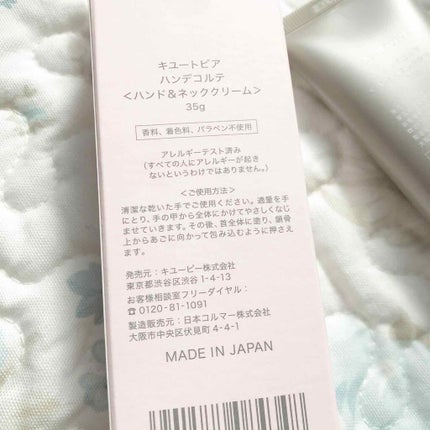 キユートピア
ハンデコルテ
<ハンド＆ネッククリーム>
35g
香料、着色料、パラベン不使用
アレルギーテスト済み
(すべての人にアレルギーが起き
ないというわけではありません。)
<ご使用方法>
清潔な乾いた手でご使用ください。適量を手
にとり、手の甲から全体にかけてやさしくなじ
ませていきます。その後、首全体に塗り、鎖骨
上からあごに向かって包み込むように押さえ
ます。
発売元：キユーピー株式会社
東京都渋谷区渋谷 1-4-13
お客様相談室フリーダイヤル：
☎0120-81-1091
製造販売元：日本コルマー株式会社
大阪市中央区伏見町 4-4-1
MADE IN JAPAN